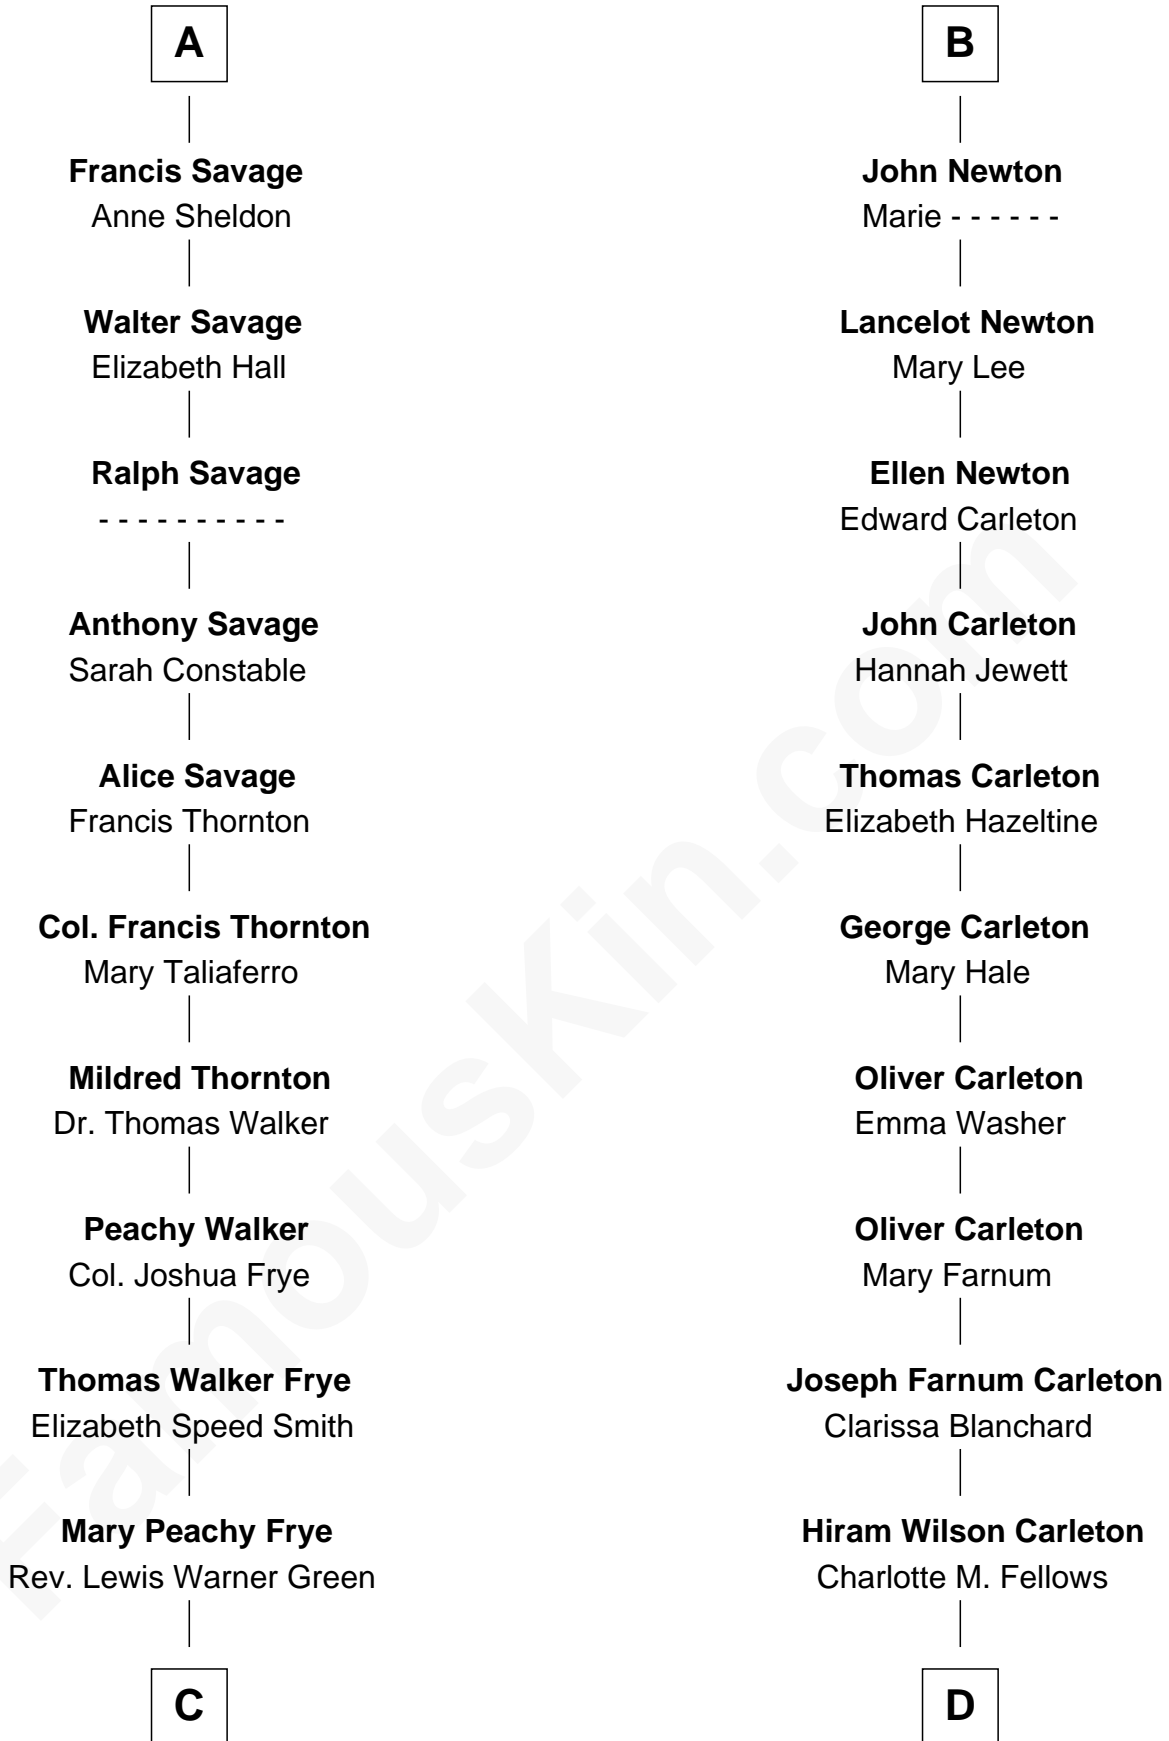 A
Francis Savage
Anne Sheldon
Walter Savage
Elizabeth Hall
Ralph Savage
- - - - - - - - - -
Anthony Savage
Sarah Constable
Alice Savage
Francis Thornton
Col. Francis Thornton
Mary Taliaferro
Mildred Thornton
Dr. Thomas Walker
Peachy Walker
Col. Joshua Frye
Thomas Walker Frye
Elizabeth Speed Smith
Mary Peachy Frye
Rev. Lewis Warner Green
C
B
John Newton
Marie - - - - - -
Lancelot Newton
Mary Lee
Ellen Newton
Edward Carleton
John Carleton
Hannah Jewett
Thomas Carleton
Elizabeth Hazeltine
George Carleton
Mary Hale
Oliver Carleton
Emma Washer
Oliver Carleton
Mary Farnum
Joseph Farnum Carleton
Clarissa Blanchard
Hiram Wilson Carleton
Charlotte M. Fellows
D
FamousKin.com